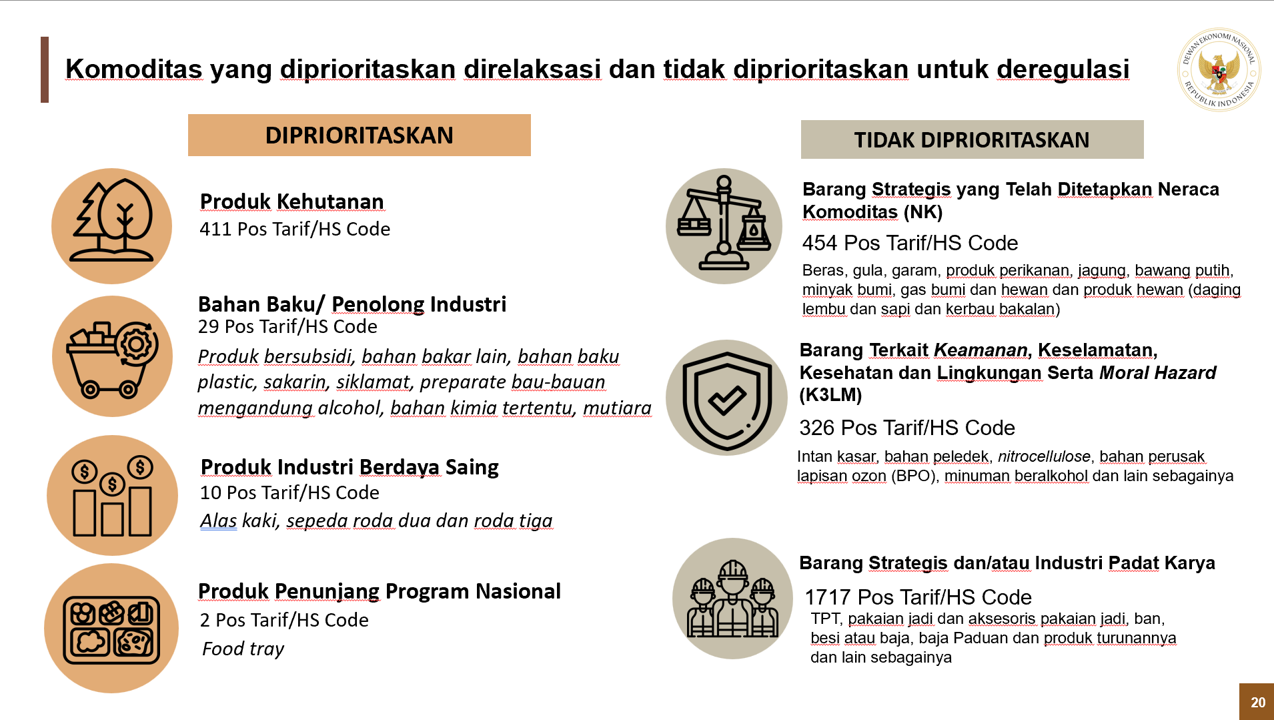 Komoditas yang diprioritaskan direlaksasi dan tidak diprioritaskan untuk deregulasi
DEWAN EKONOMI NASIONAL
REPUBLIK INDONESIA
DIPRIORITASKAN
Produk Kehutanan
411 Pos Tarif/HS Code
Bahan Baku/ Penolong Industri
29 Pos Tarif/HS Code
Produk bersubsidi, bahan bakar lain, bahan baku
plastic, sakarin, siklamat, preparate bau-bauan
mengandung alcohol, bahan kimia tertentu, mutiara
Produk Industri Berdaya Saing
10 Pos Tarif/HS Code
Alas kaki, sepeda roda dua dan roda tiga
Produk Penunjang Program Nasional
2 Pos Tarif/HS Code
Food tray
TIDAK DIPRIORITASKAN
Barang Strategis yang Telah Ditetapkan Neraca
Komoditas (NK)
454 Pos Tarif/HS Code
Beras, gula, garam, produk perikanan, jagung, bawang putih,
minyak bumi, gas bumi dan hewan dan produk hewan (daging
lembu dan sapi dan kerbau bakalan)
Barang Terkait Keamanan, Keselamatan,
Kesehatan dan Lingkungan Serta Moral Hazard
(K3LM)
326 Pos Tarif/HS Code
Intan kasar, bahan peledek, nitrocellulose, bahan perusak
lapisan ozon (BPO), minuman beralkohol dan lain sebagainya
Barang Strategis dan/atau Industri Padat Karya
1717 Pos Tarif/HS Code
TPT, pakaian jadi dan aksesoris pakaian jadi, ban,
besi atau baja, baja Paduan dan produk turunannya
dan lain sebagainya
20